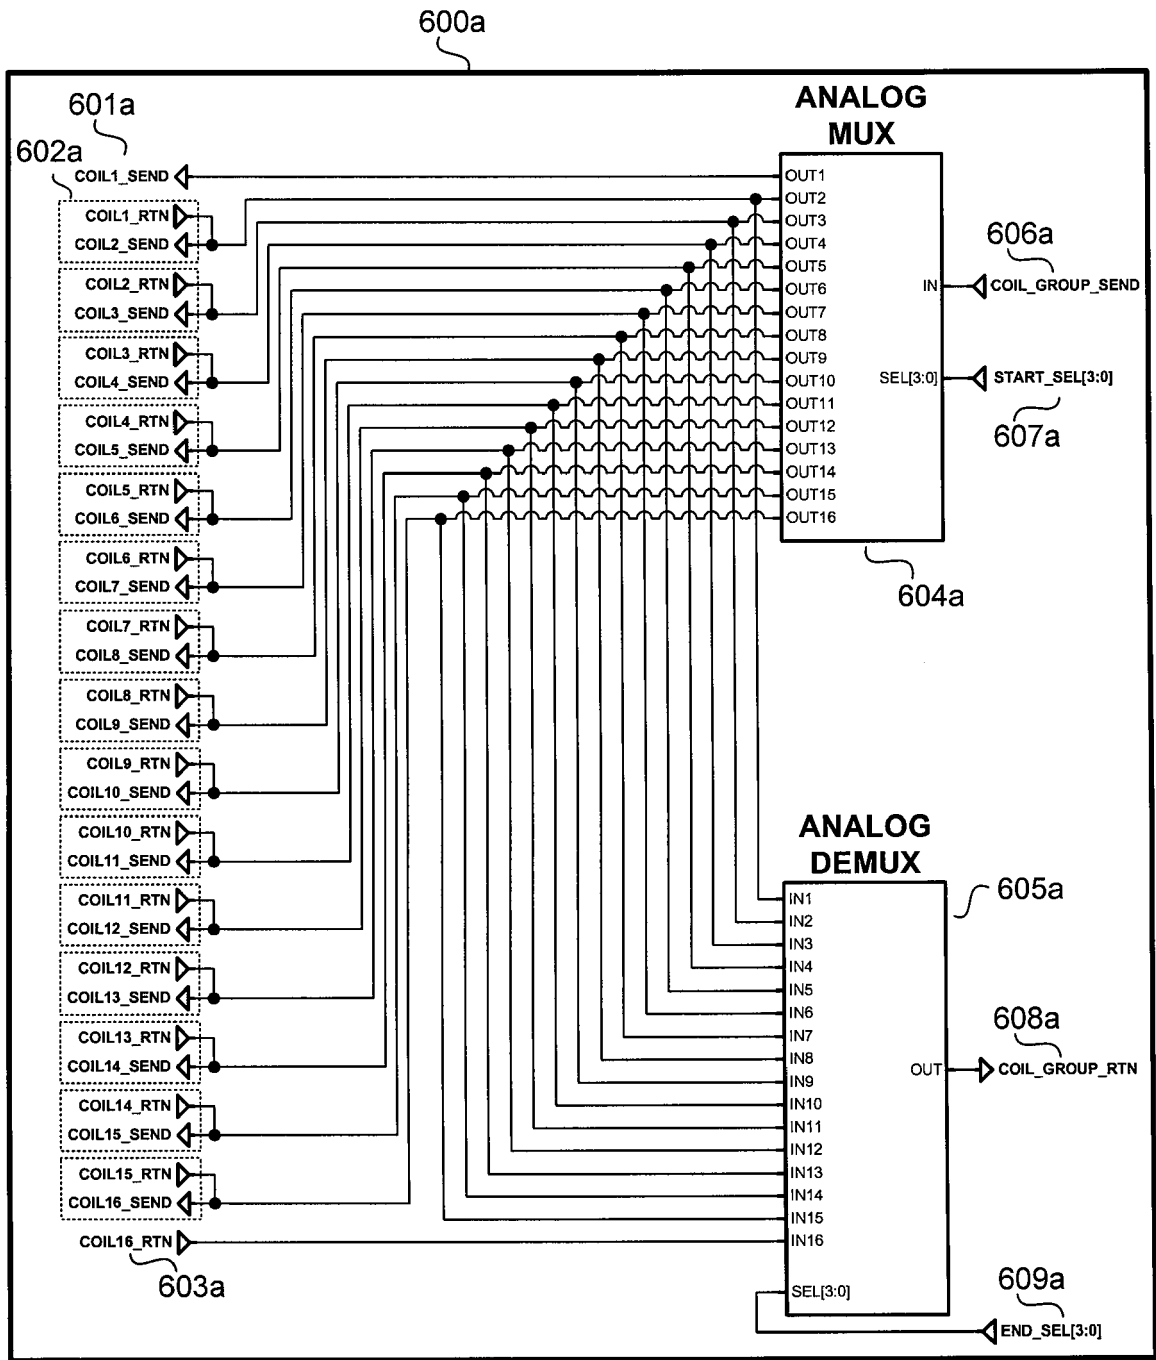 600a
601a
602a
COIL1_SEND
COIL1_RTN
COIL2_SEND
COIL2_RTN
COIL3_SEND
COIL3_RTN
COIL4_SEND
COIL4_RTN
COIL5_SEND
COIL5_RTN
COIL6_SEND
COIL6_RTN
COIL7_SEND
COIL7_RTN
COIL8_SEND
COIL8_RTN
COIL9_SEND
COIL9_RTN
COIL10_SEND
COIL10_RTN
COIL11_SEND
COIL11_RTN
COIL12_SEND
COIL12_RTN
COIL13_SEND
COIL13_RTN
COIL14_SEND
COIL14_RTN
COIL15_SEND
COIL15_RTN
COIL16_SEND
COIL16_RTN
603a
ANALOG
MUX
OUT1
OUT2
OUT3
OUT4
OUT5
OUT6
OUT7
OUT8
OUT9
OUT10
OUT11
OUT12
OUT13
OUT14
OUT15
OUT16
IN
SEL[3:0]
606a
COIL_GROUP_SEND
START_SEL[3:0]
607a
604a
ANALOG
DEMUX
605a
IN1
IN2
IN3
IN4
IN5
IN6
IN7
IN8
IN9
IN10
IN11
IN12
IN13
IN14
IN15
IN16
SEL[3:0]
OUT
608a
COIL_GROUP_RTN
609a
END_SEL[3:0]